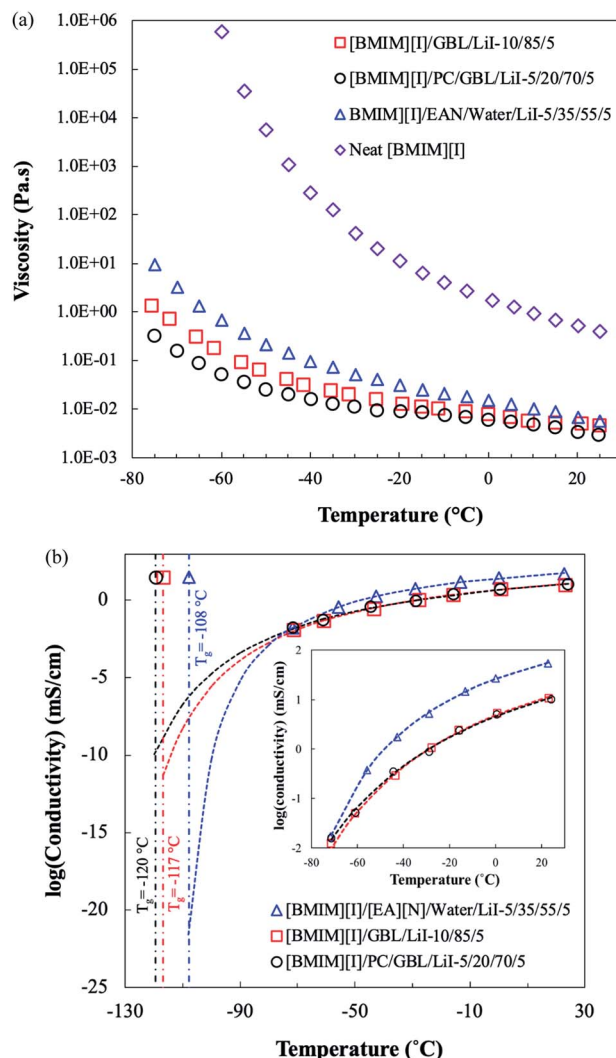 (a)
1.0E+06
1.0E+05
1.0E+04
1.0E+03
1.0E+02
1.0E+01
1.0E+00
1.0E-01
1.0E-02
1.0E-03
Viscosity (Pa.s)
[BMIM][I]/GBL/LiI-10/85/5
[BMIM][I]/PC/GBL/LiI-5/20/70/5
BMIM][I]/EAN/Water/LiI-5/35/55/5
Neat [BMIM][I]
-80 -60 -40 -20 0 20
Temperature (°C)
(b)
0
-5
-10
-15
-20
-25
log(Conductivity) (mS/cm)
Tg= -120 °C
Tg= -117 °C
Tg= -108 °C
2
1
0
-1
-2
log(conductivity) (mS/cm)
-80 -60 -40 -20 0 20
Temperature (˚C)
[BMIM][I]/[EA][N]/Water/LiI-5/35/55/5
[BMIM][I]/GBL/LiI-10/85/5
[BMIM][I]/PC/GBL/LiI-5/20/70/5
-130 -90 -50 -10 30
Temperature (˚C)